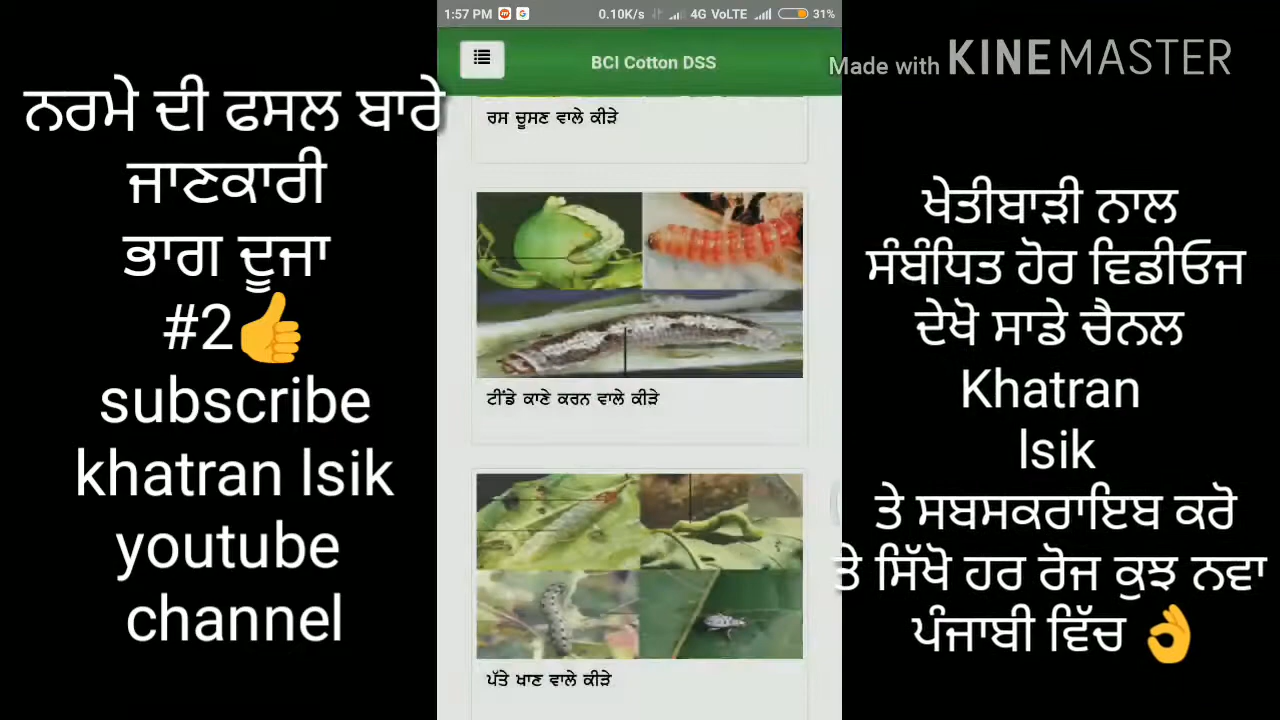 1:57 PM
0.10K/s 4G VoLTE 31%
BCI Cotton DSS
Made with KINEMASTER
ਨਰਮੇ ਦੀ ਫਸਲ ਬਾਰੇ
ਜਾਣਕਾਰੀ
ਭਾਗ ਦੂਜਾ
#2👍
subscribe
khatran lsik
youtube
channel
ਰਸ ਚੂਸਣ ਵਾਲੇ ਕੀੜੇ
ਟੀਂਡੇ ਕਾਣੇ ਕਰਨ ਵਾਲੇ ਕੀੜੇ
ਪੱਤੇ ਖਾਣ ਵਾਲੇ ਕੀੜੇ
ਖੇਤੀਬਾੜੀ ਨਾਲ
ਸੰਬੰਧਿਤ ਹੋਰ ਵਿਡੀਓਜ
ਦੇਖੋ ਸਾਡੇ ਚੈਨਲ
Khatran
lsik
ਤੇ ਸਬਸਕਰਾਇਬ ਕਰੋ
ਤੇ ਸਿੱਖੋ ਹਰ ਰੋਜ ਕੁਝ ਨਵਾ
ਪੰਜਾਬੀ ਵਿੱਚ 👌